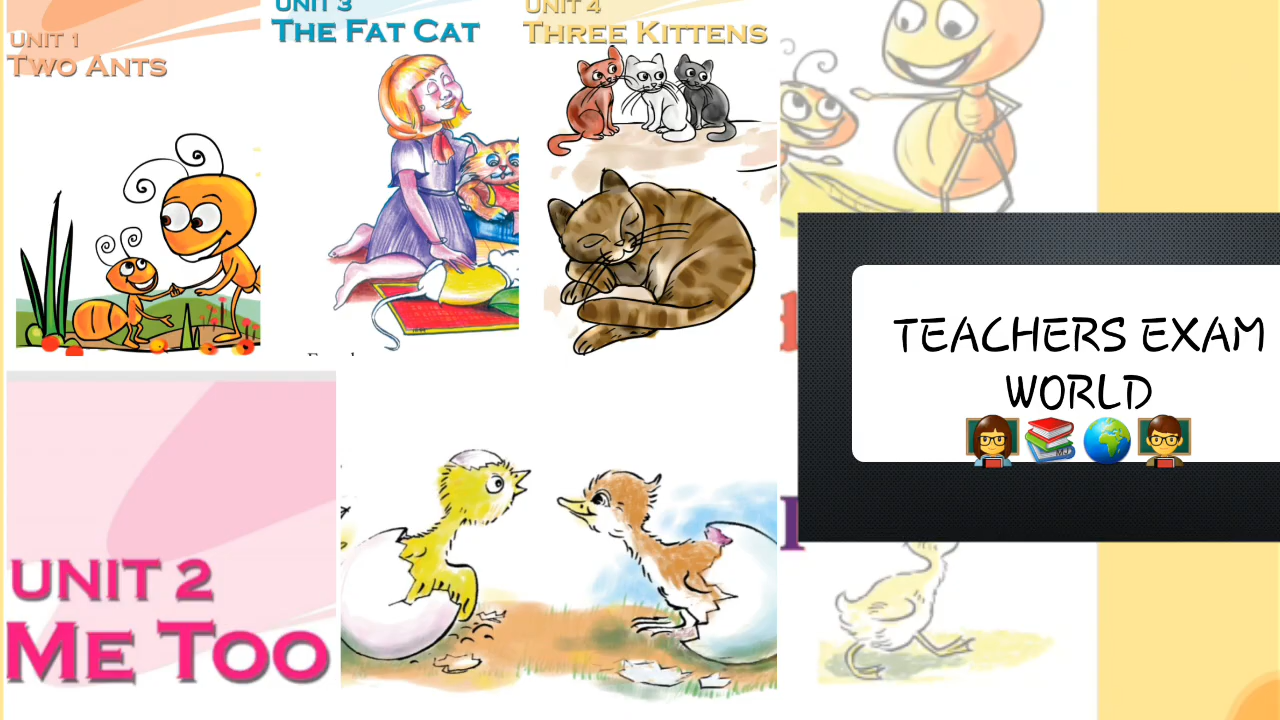 UNIT 1
TWO ANTS
UNIT 3
THE FAT CAT
UNIT 4
THREE KITTENS
TEACHERS EXAM
WORLD
UNIT 2
ME TOO